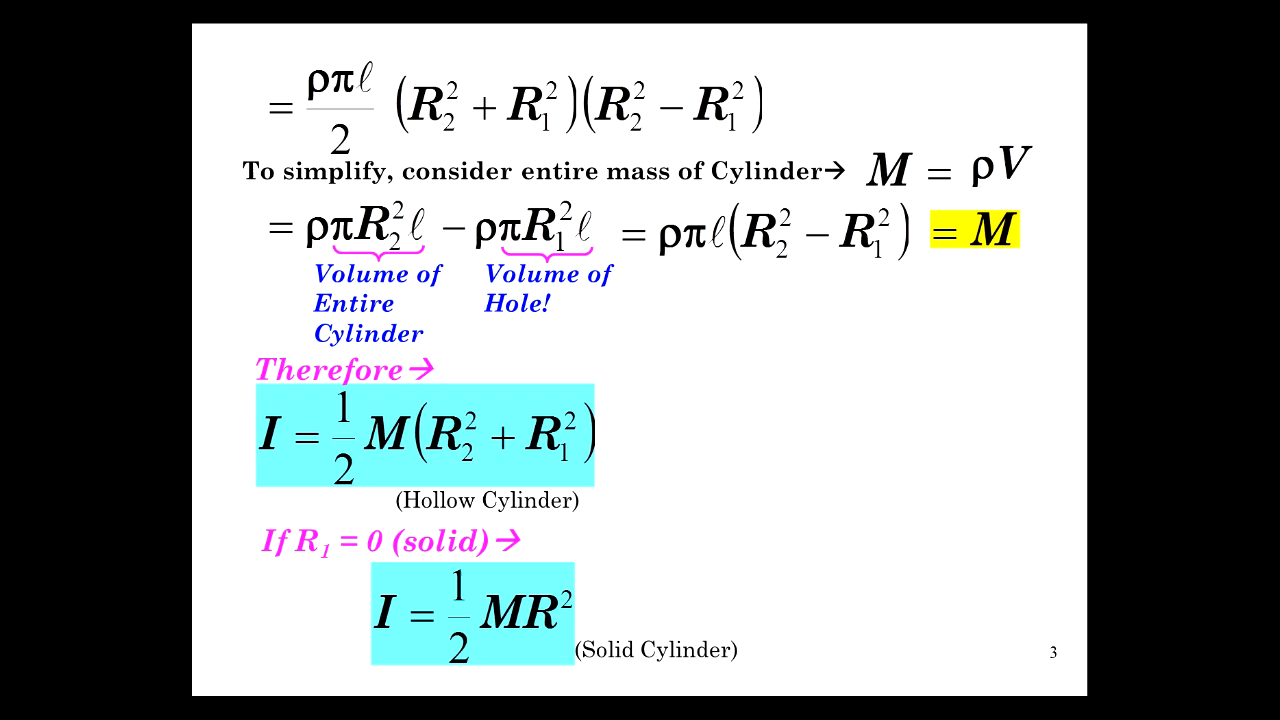 = ρπℓ/2 (R₂² + R₁²)(R₂² − R₁²)
To simplify, consider entire mass of Cylinder→ M = ρV
= ρπR₂²ℓ − ρπR₁²ℓ = ρπℓ(R₂² − R₁²) = M
Volume of Entire Cylinder
Volume of Hole!
Therefore→
I = 1/2 M(R₂² + R₁²)
(Hollow Cylinder)
If R₁ = 0 (solid)→
I = 1/2 MR²
(Solid Cylinder)
3